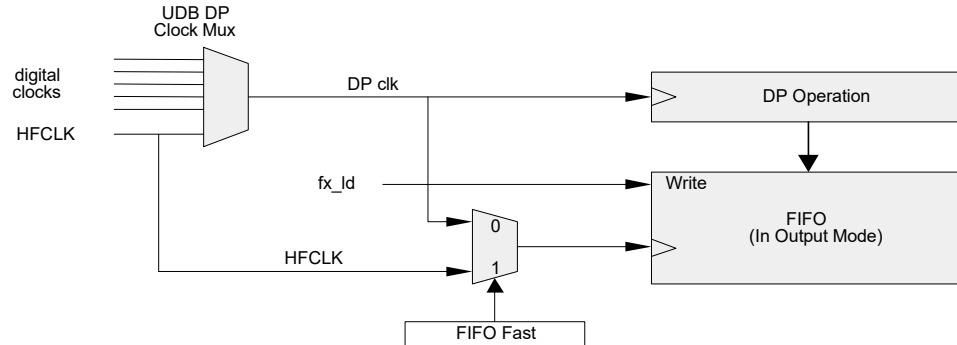 UDB DP
Clock Mux
digital
clocks
DP clk
DP Operation
HFCLK
fx_ld
Write
0
FIFO
(In Output Mode)
HFCLK
1
FIFO Fast